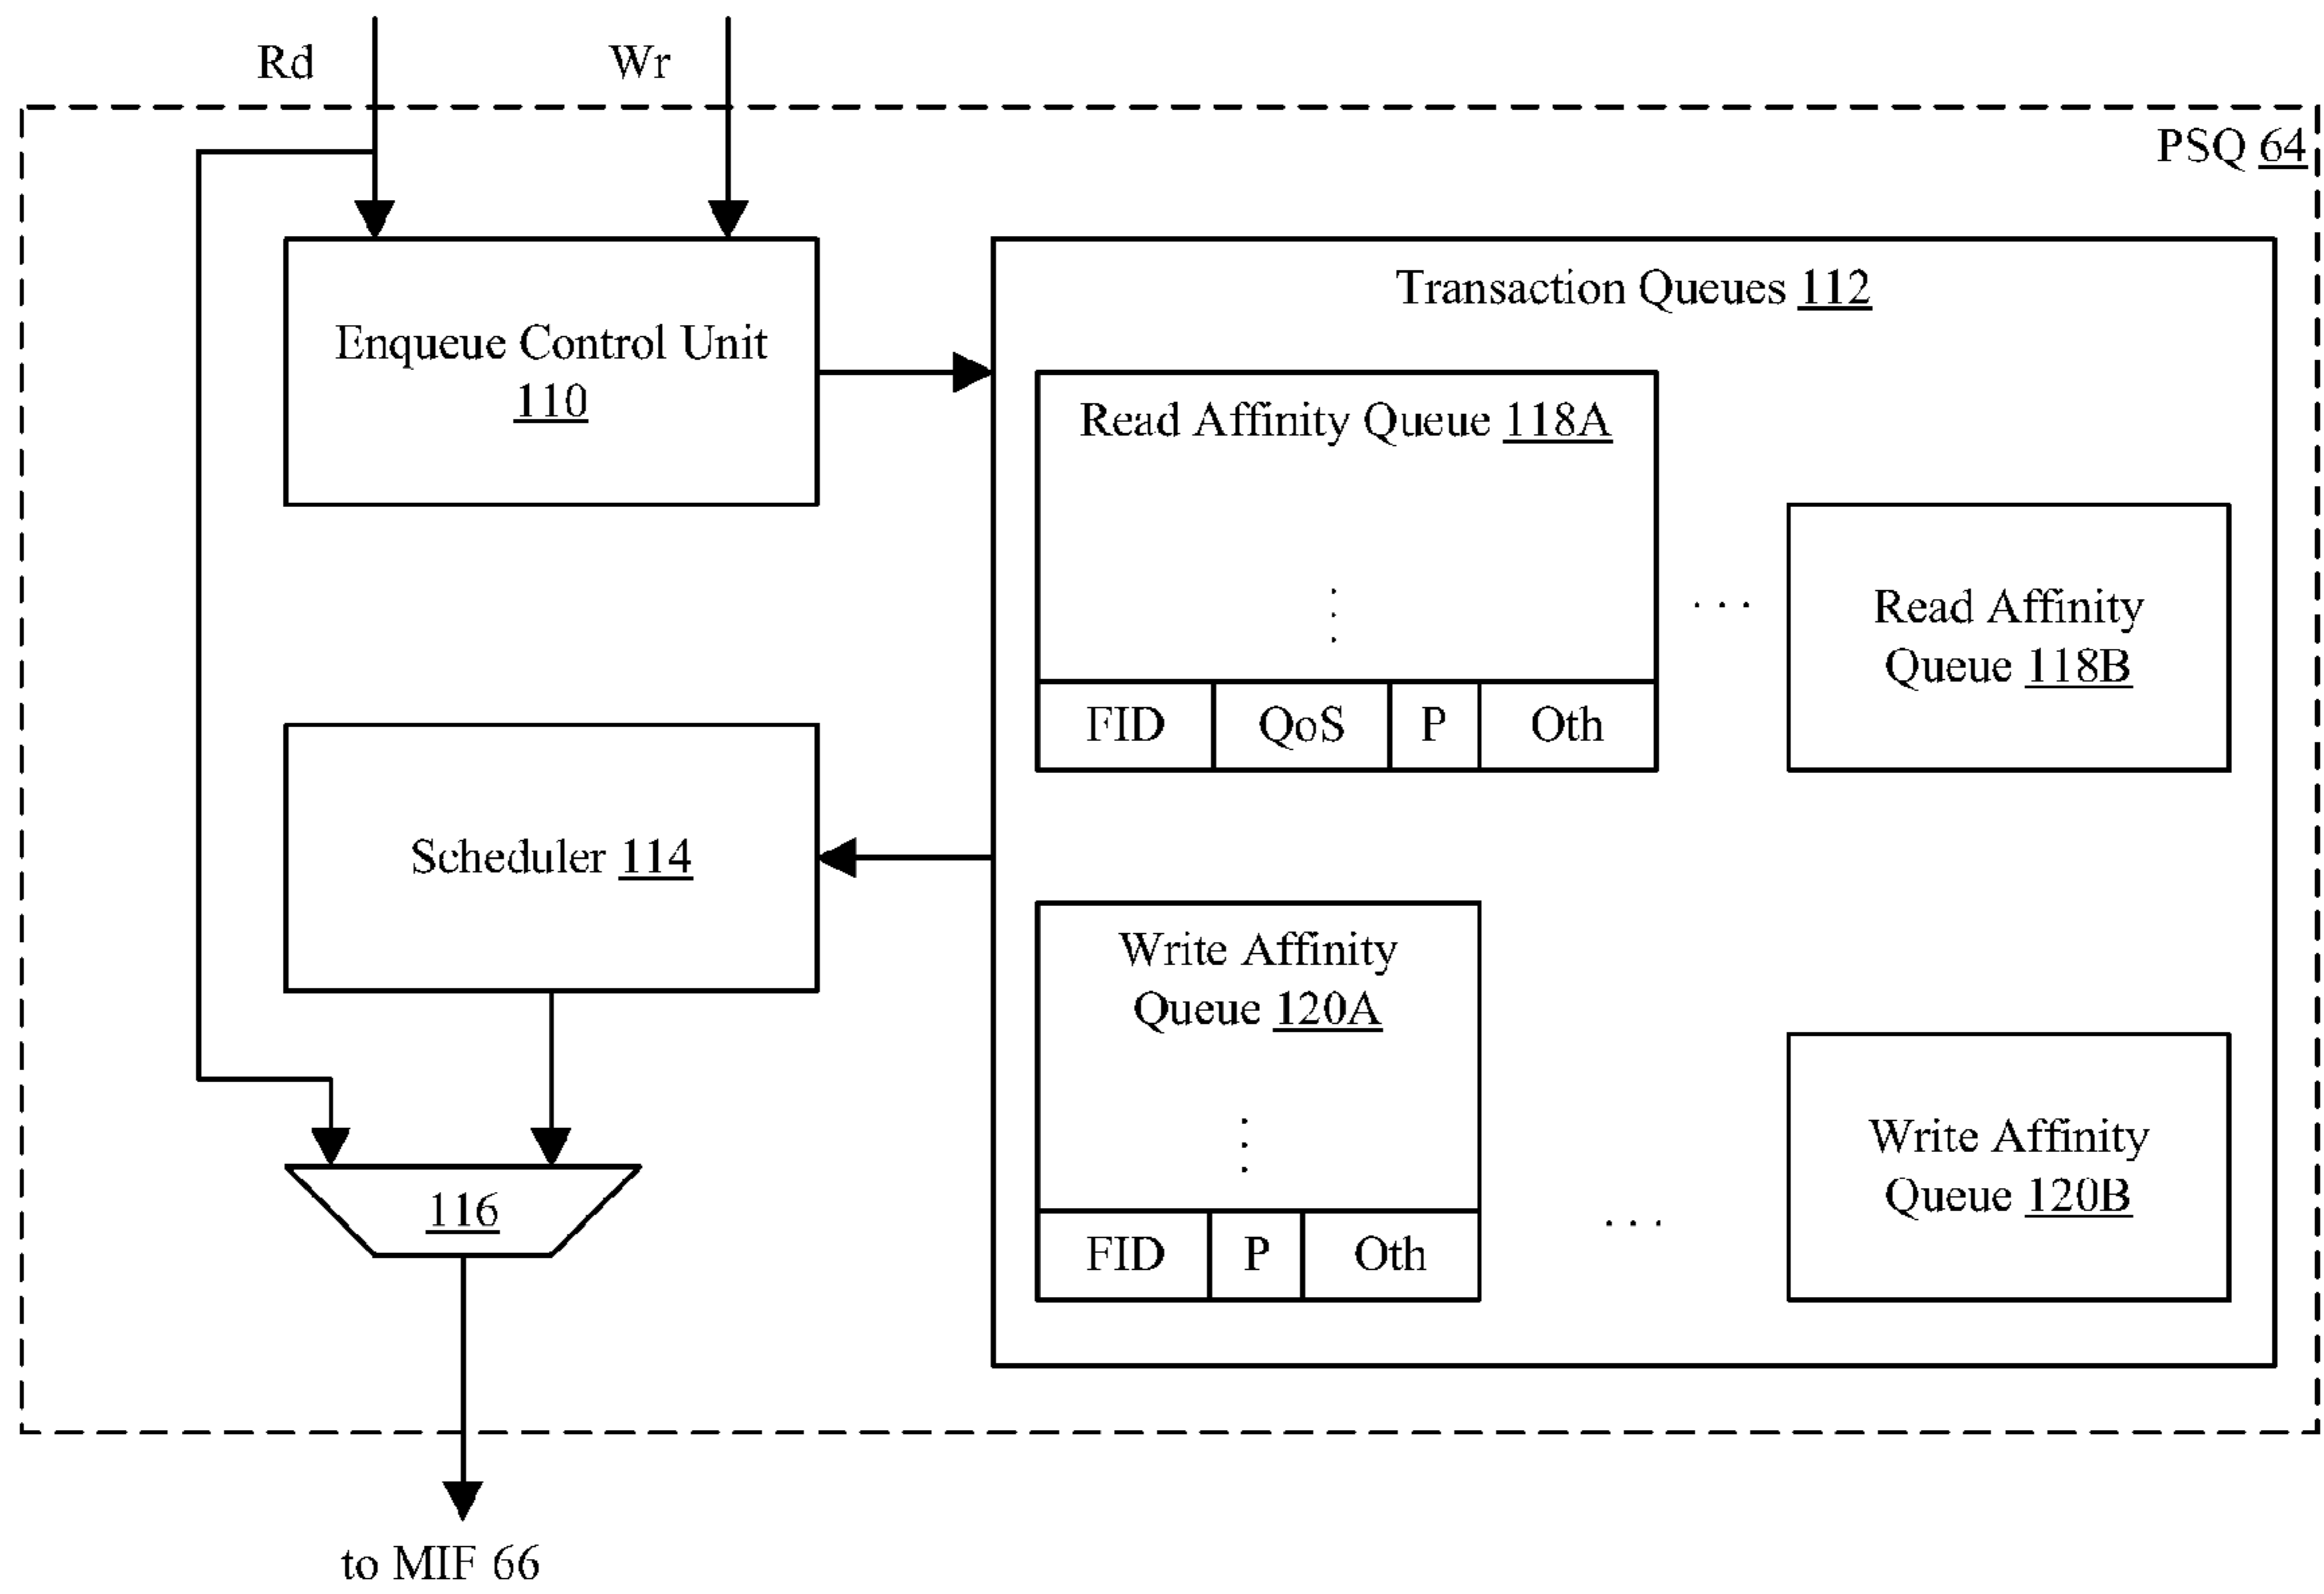 Rd
Wr
PSQ 64
Enqueue Control Unit
110
Transaction Queues 112
Read Affinity Queue 118A
. . .
Read Affinity
Queue 118B
FID QoS P Oth
Scheduler 114
Write Affinity
Queue 120A
. . .
Write Affinity
Queue 120B
FID P Oth
116
to MIF 66